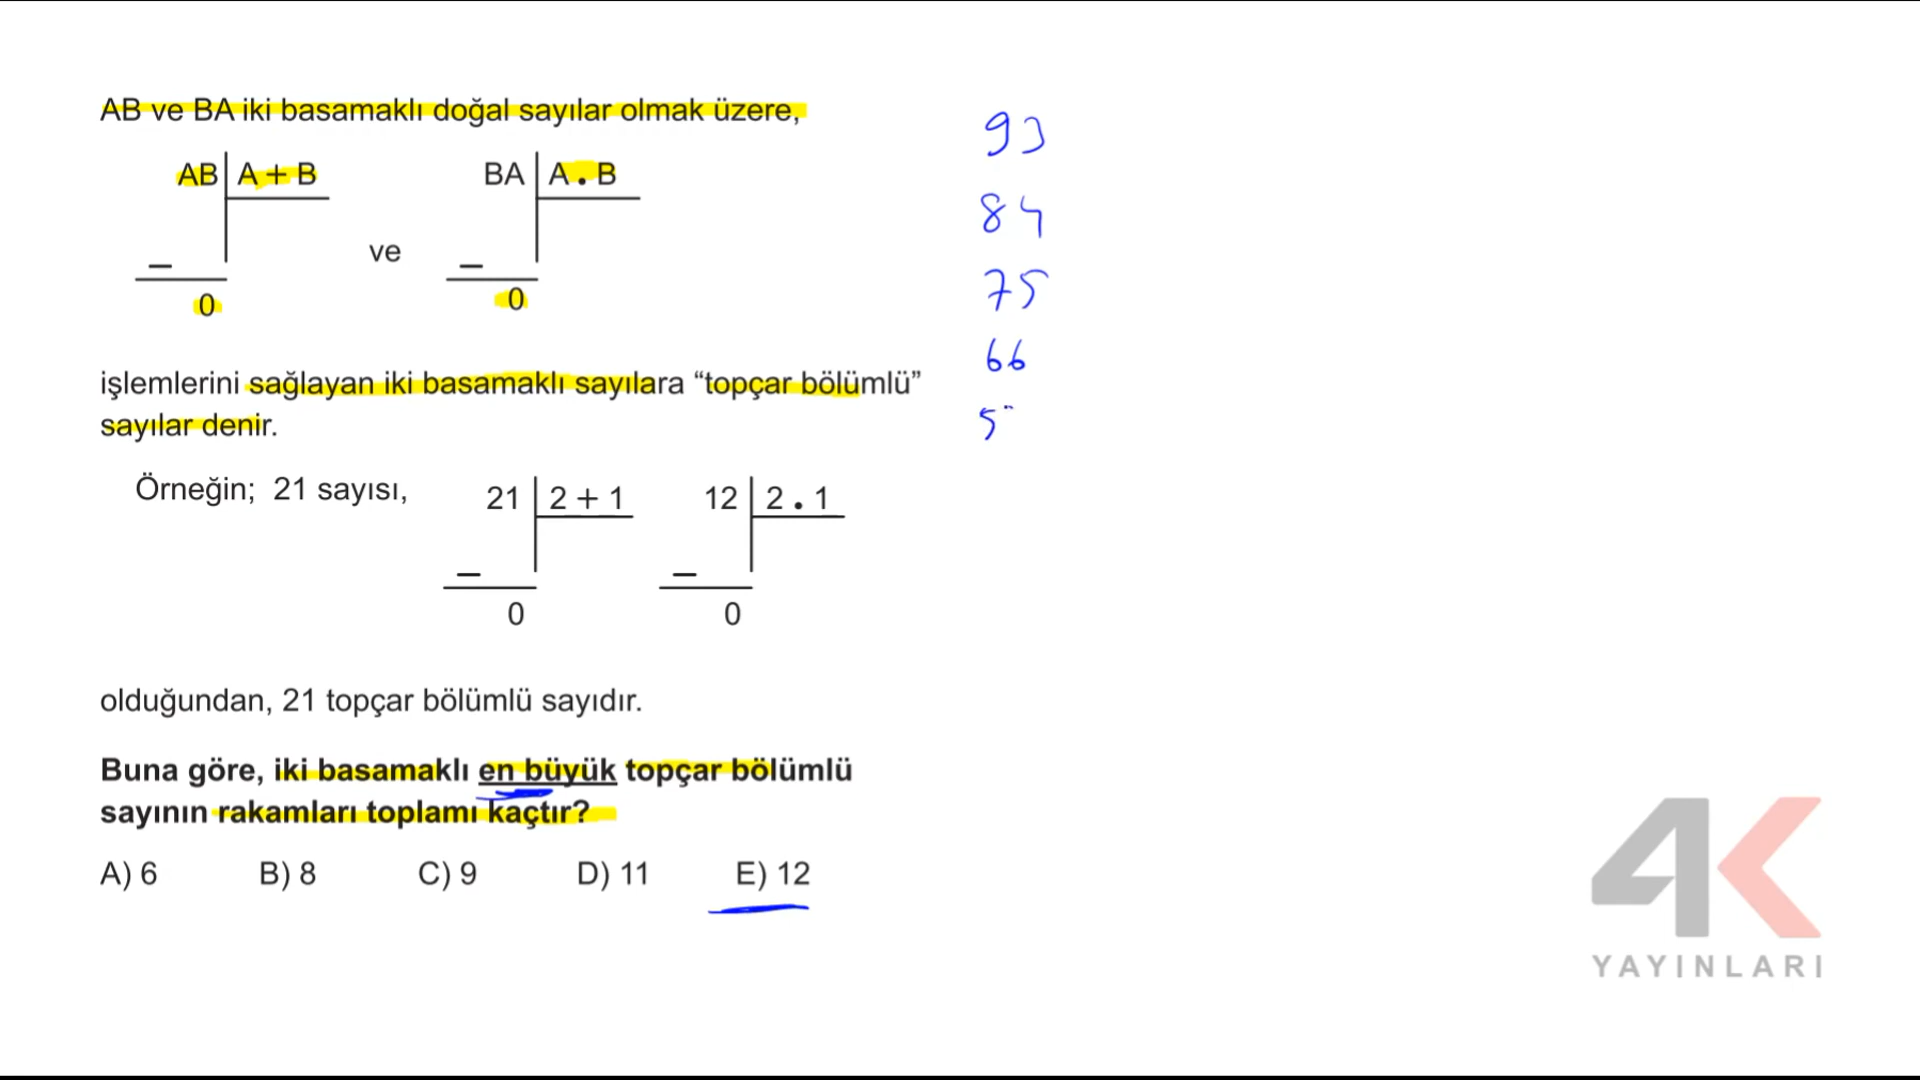 AB ve BA iki basamaklı doğal sayılar olmak üzere,
AB A + B
0
ve
BA A . B
0
işlemlerini sağlayan iki basamaklı sayılara “topçar bölümlü”
sayılar denir.
Örneğin; 21 sayısı,
21 2 + 1
0
12 2 . 1
0
olduğundan, 21 topçar bölümlü sayıdır.
Buna göre, iki basamaklı en büyük topçar bölümlü
sayının rakamları toplamı kaçtır?
A) 6 B) 8 C) 9 D) 11 E) 12
93
84
75
66
5
4K
YAYINLARI